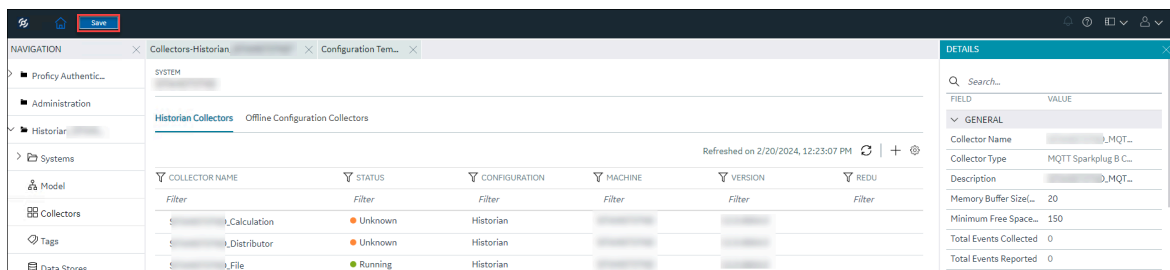 Save
NAVIGATION
Proficy Authentic...
Administration
Historian
Systems
Model
Collectors
Tags
Data Stores
Collectors-Historian
Configuration Tem...
SYSTEM
Historian Collectors Offline Configuration Collectors
Refreshed on 2/20/2024, 12:23:07 PM
COLLECTOR NAME STATUS CONFIGURATION MACHINE VERSION REDU
Filter Filter Filter Filter Filter Filter
_Calculation Unknown Historian
_Distributor Unknown Historian
_File Running Historian
DETAILS
Search...
FIELD VALUE
GENERAL
Collector Name _MQT...
Collector Type MQTT Sparkplug B C...
Description _MQT...
Memory Buffer Size(... 20
Minimum Free Space... 150
Total Events Collected 0
Total Events Reported 0